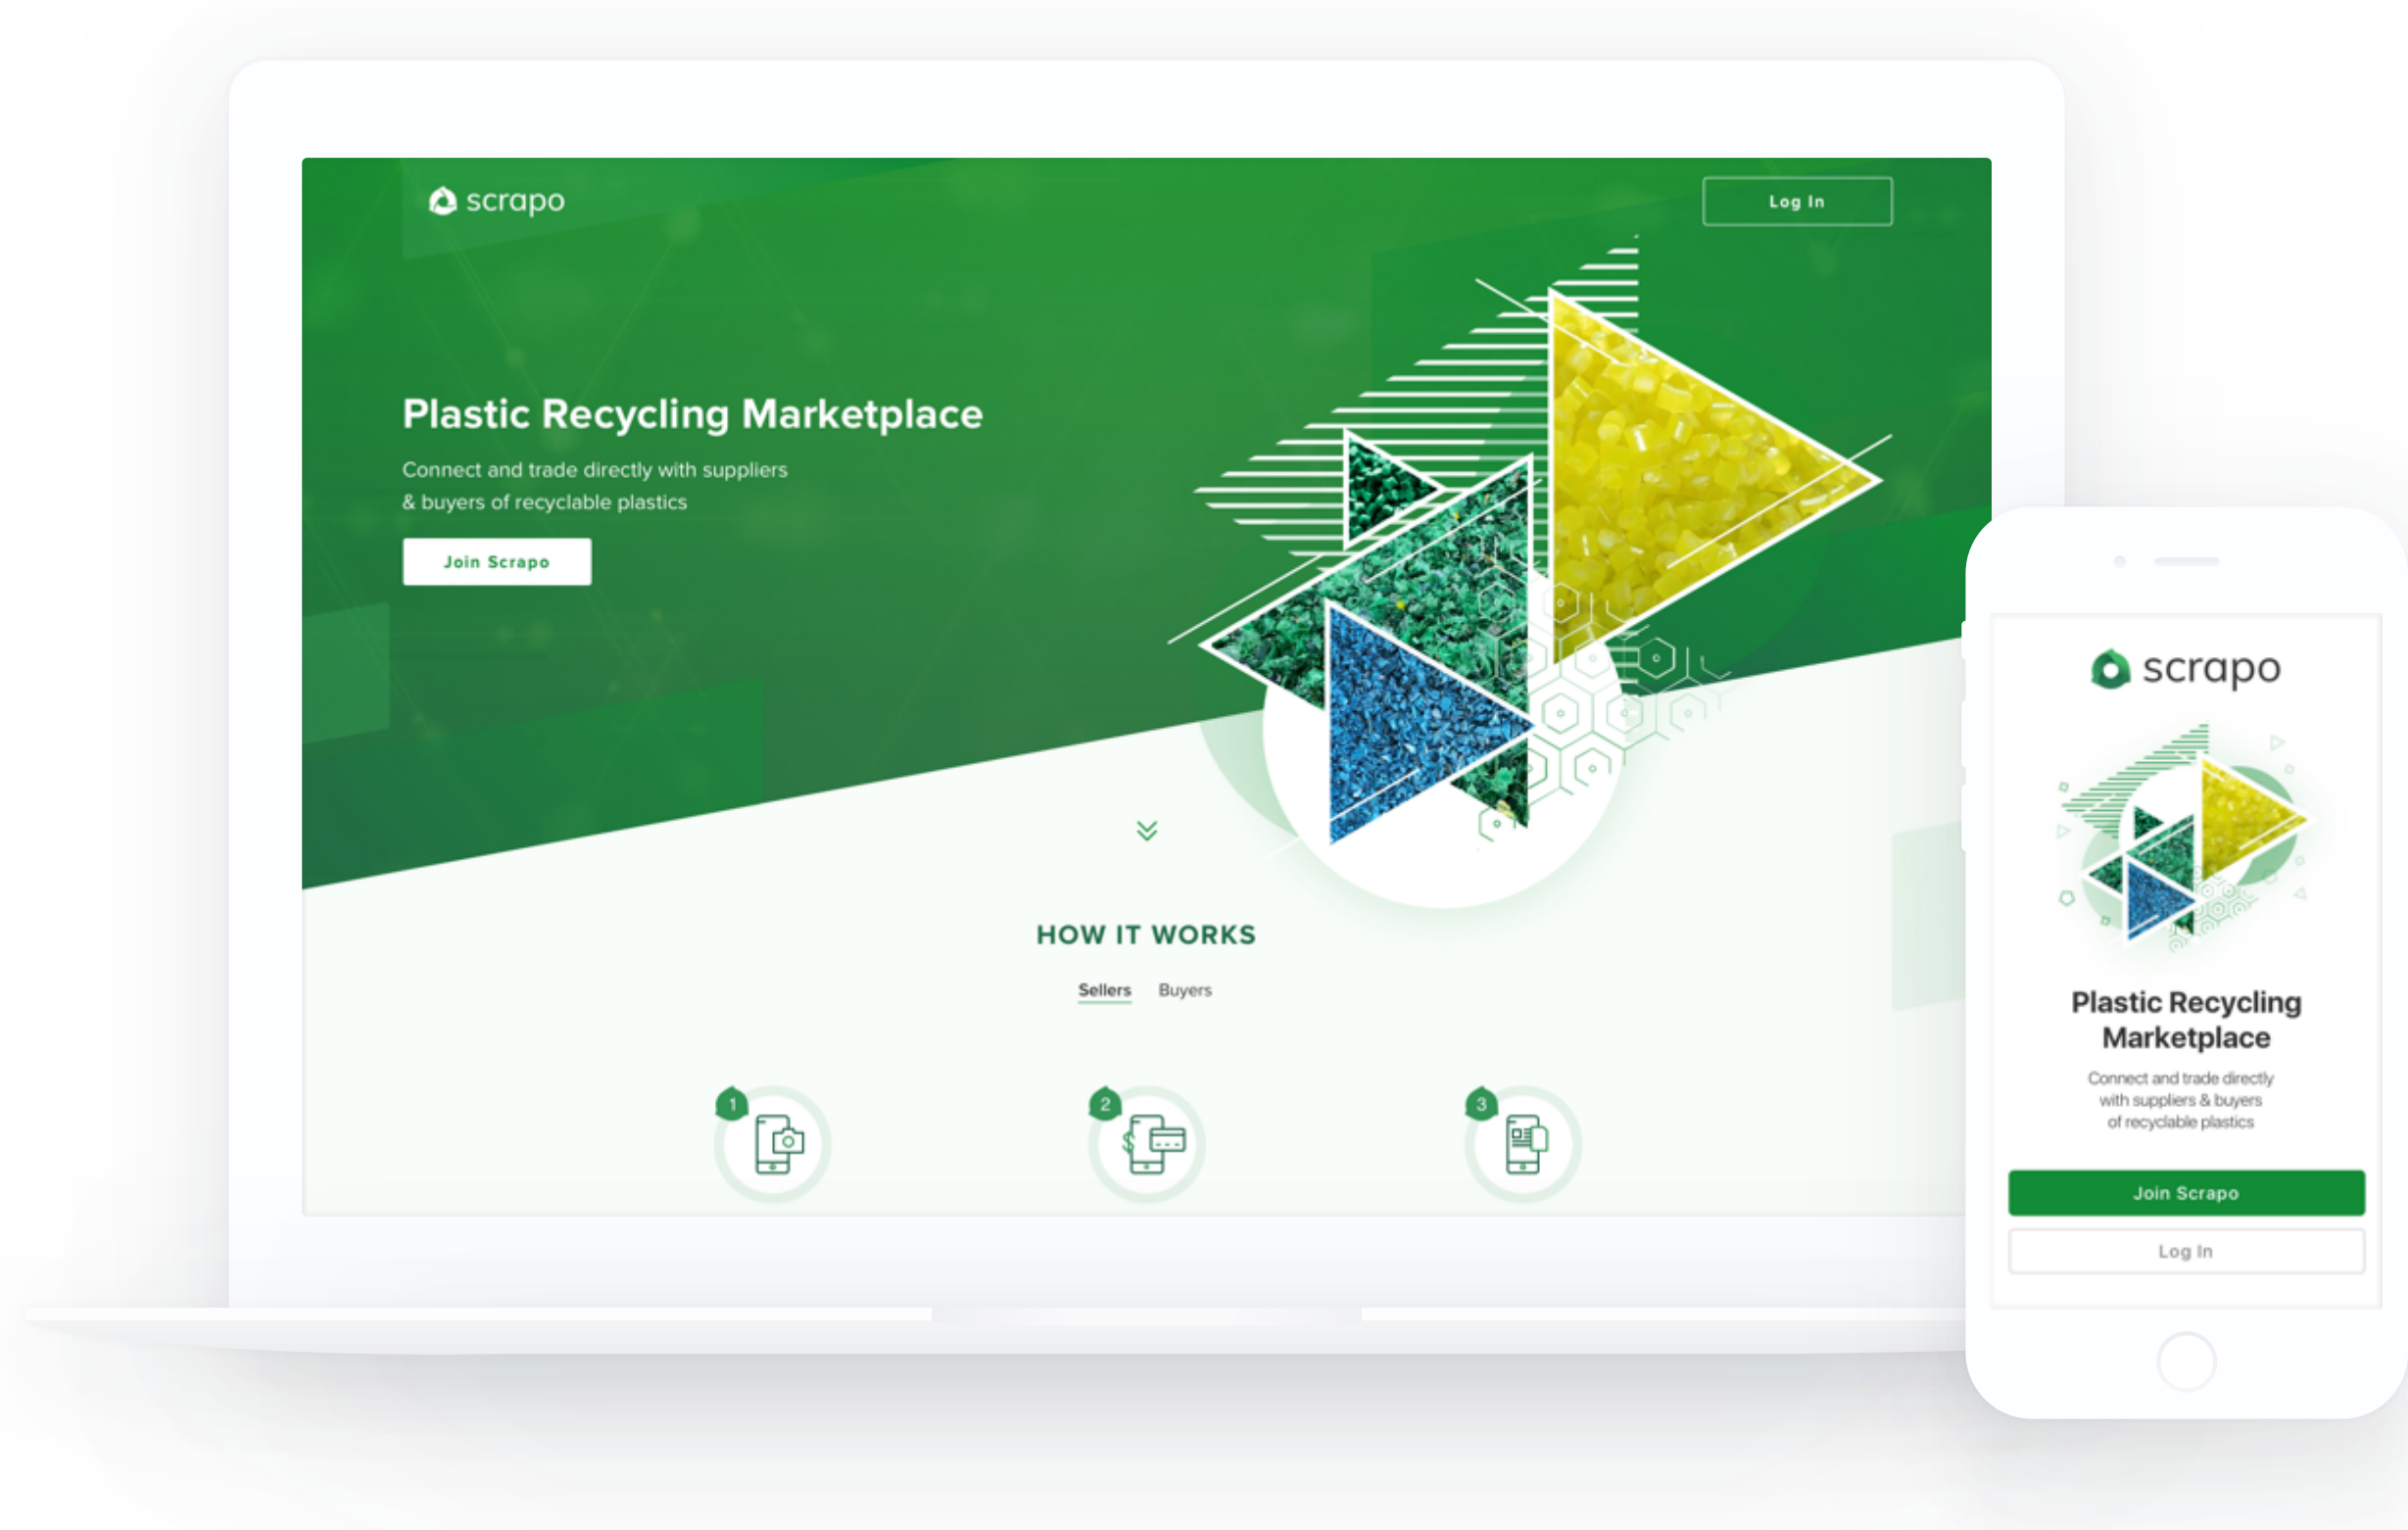 scrapo
Log In
Plastic Recycling Marketplace
Connect and trade directly with suppliers
& buyers of recyclable plastics
Join Scrapo
HOW IT WORKS
Sellers Buyers
1 2 3
$
scrapo
Plastic Recycling
Marketplace
Connect and trade directly
with suppliers & buyers
of recyclable plastics
Join Scrapo
Log In